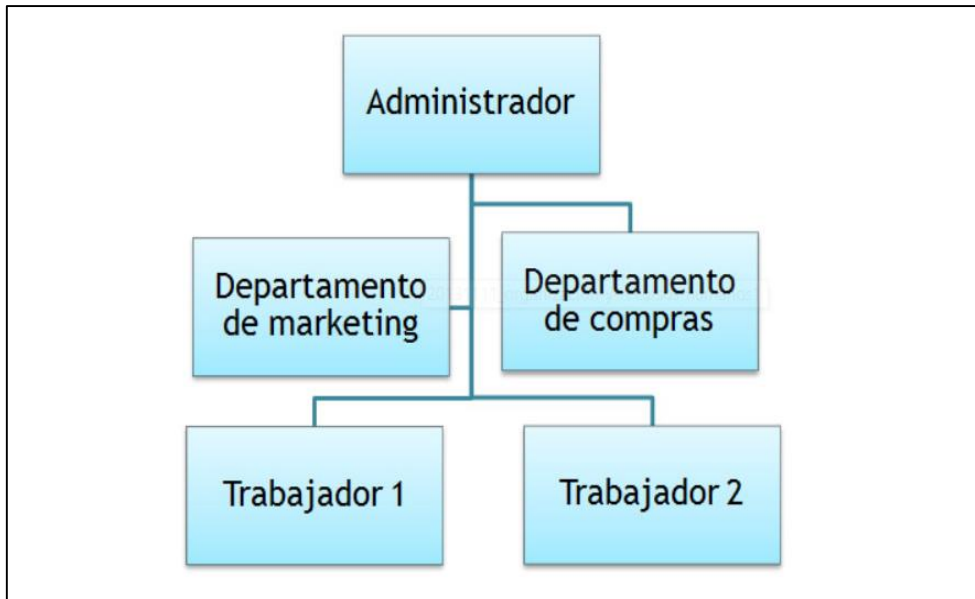 Administrador
Departamento
de marketing
Departamento
de compras
Trabajador 1
Trabajador 2